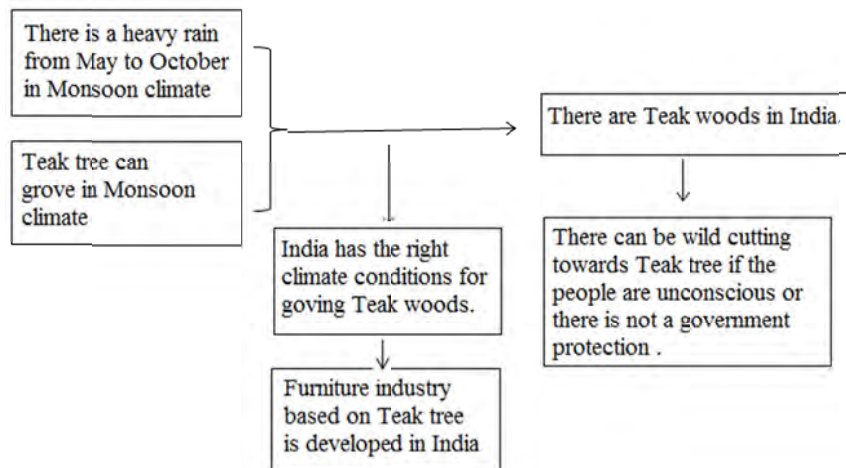 There is a heavy rain
from May to October
in Monsoon climate
Teak tree can
grove in Monsoon
climate
There are Teak woods in India.
India has the right
climate conditions for
goving Teak woods.
There can be wild cutting
towards Teak tree if the
people are unconscious or
there is not a government
protection .
Furniture industry
based on Teak tree
is developed in India